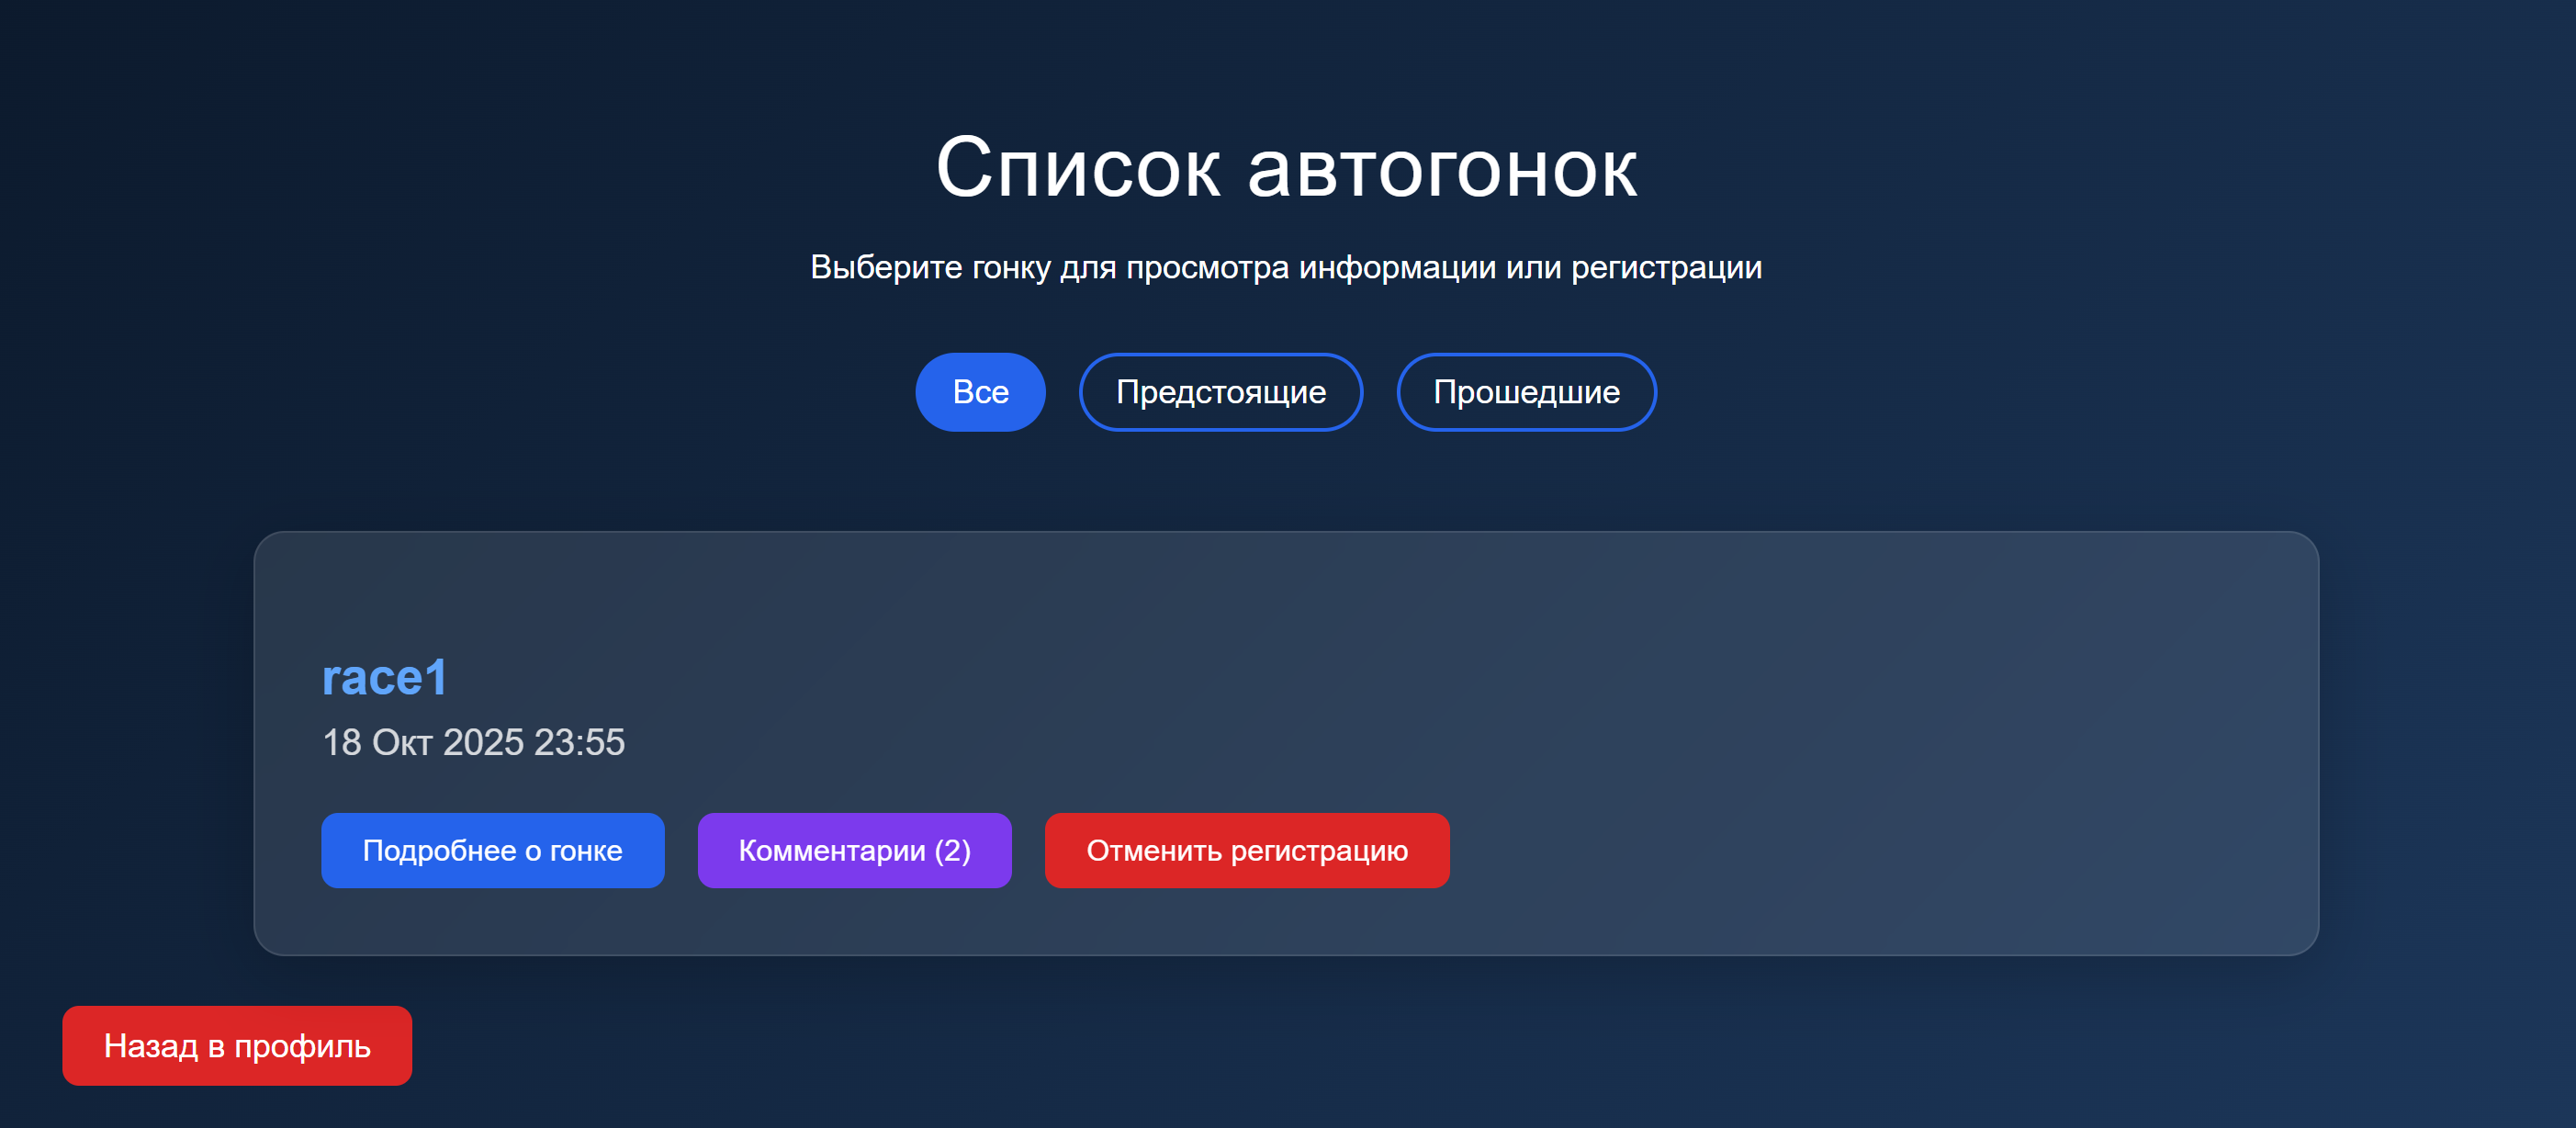 Список автогонок
Выберите гонку для просмотра информации или регистрации
Все Предстоящие Прошедшие
race1
18 Окт 2025 23:55
Подробнее о гонке Комментарии (2) Отменить регистрацию
Назад в профиль